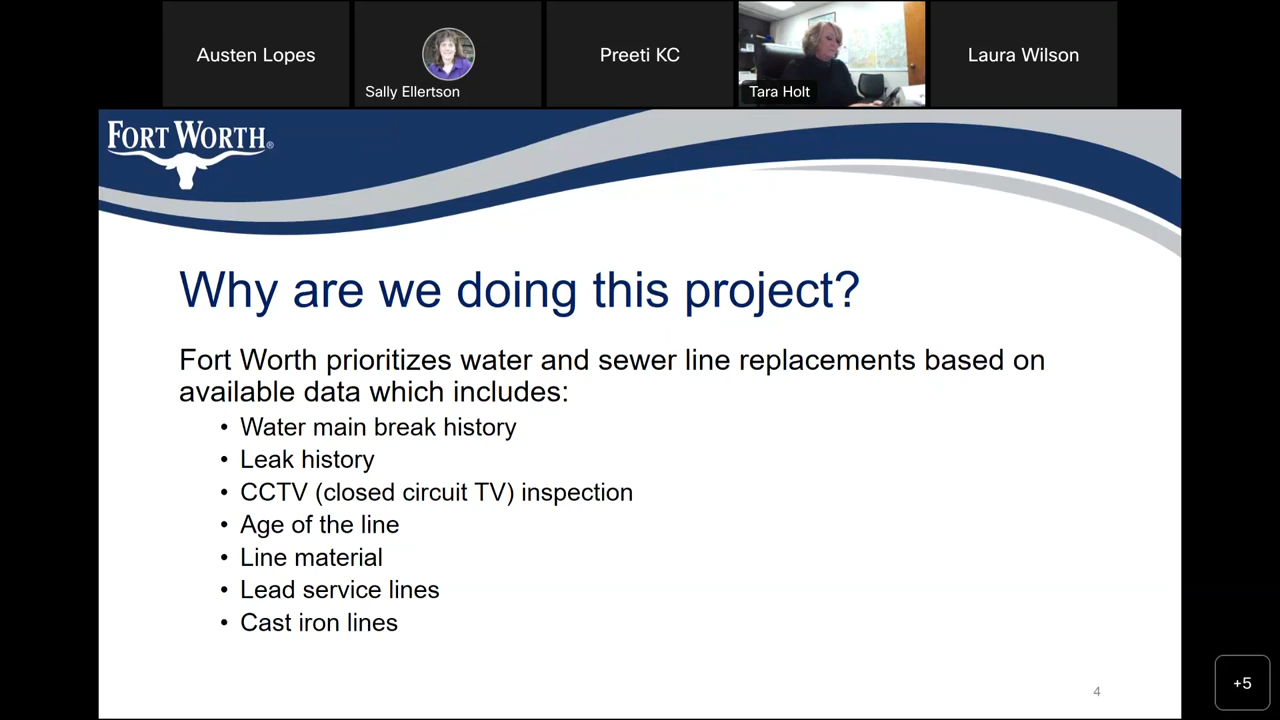 Austen Lopes
Sally Ellertson
Preeti KC
Tara Holt
Laura Wilson
FORT WORTH®
Why are we doing this project?
Fort Worth prioritizes water and sewer line replacements based on
available data which includes:
• Water main break history
• Leak history
• CCTV (closed circuit TV) inspection
• Age of the line
• Line material
• Lead service lines
• Cast iron lines
4
+5